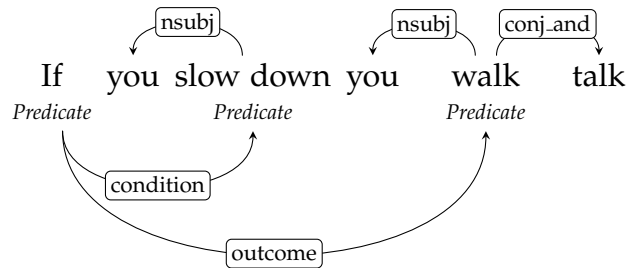 nsubj nsubj conj_and
If you slow down you walk talk
Predicate Predicate Predicate
condition
outcome